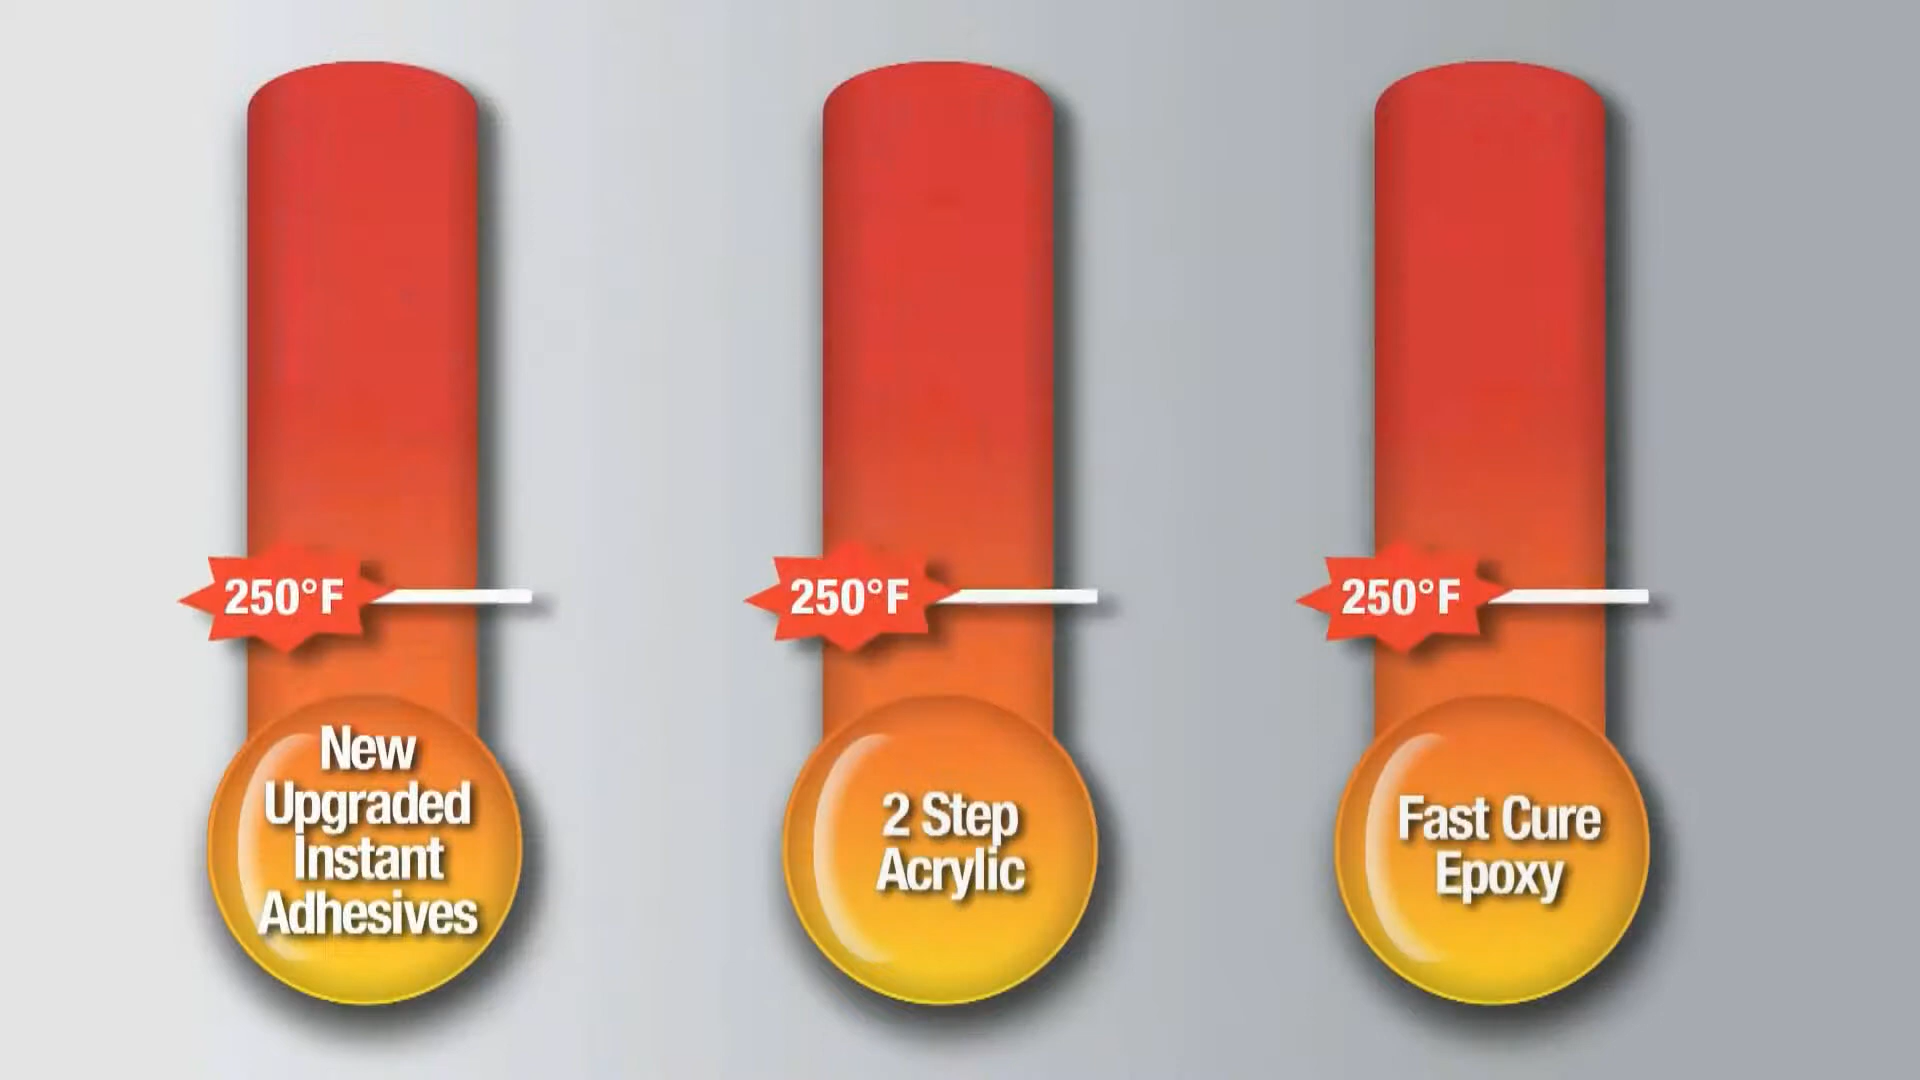 250°F
250°F
250°F
New
Upgraded
Instant
Adhesives
2 Step
Acrylic
Fast Cure
Epoxy